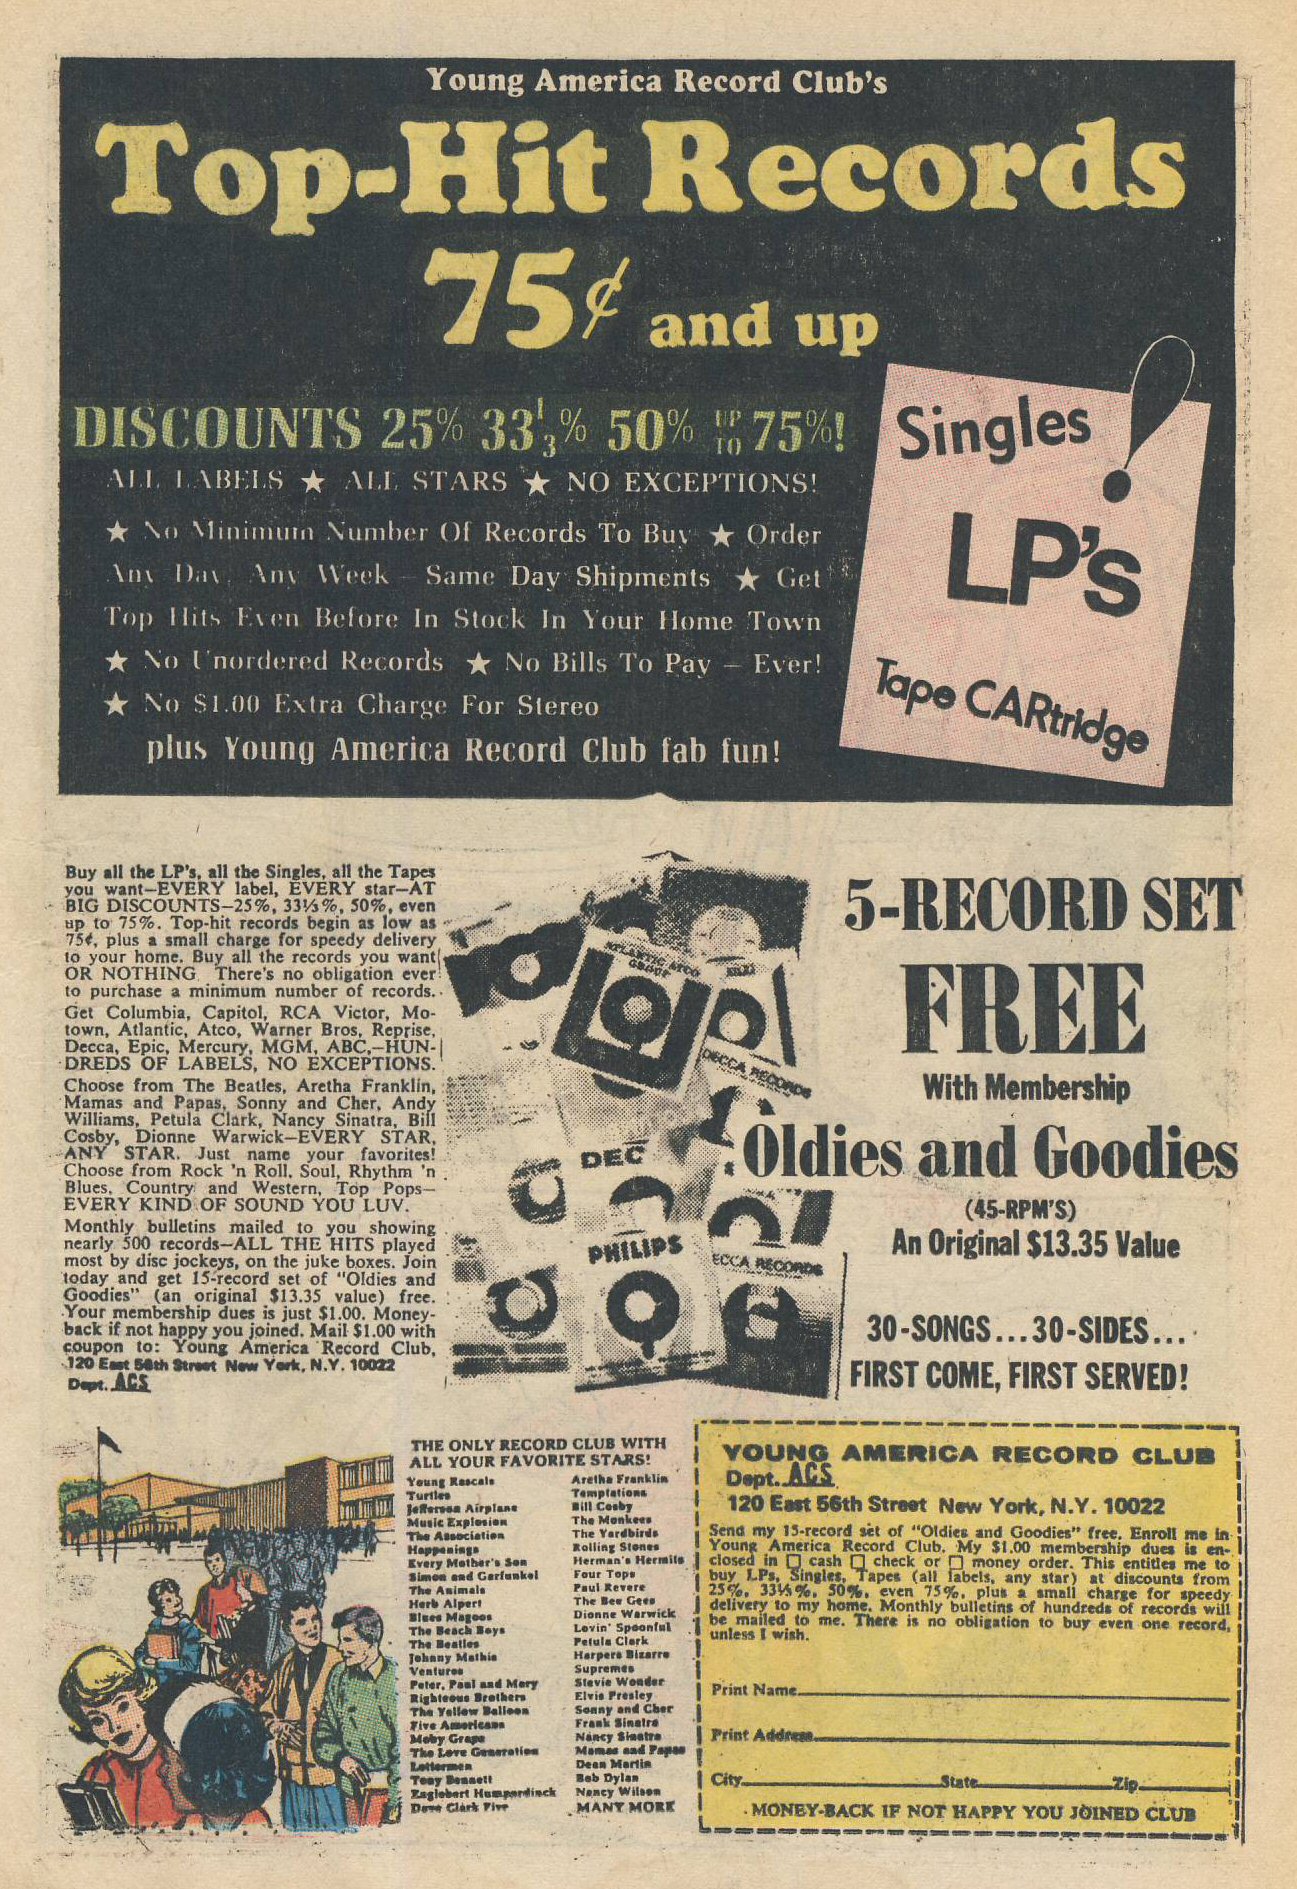 Young America Record Club's
Top-Hit Records
75¢ and up
DISCOUNTS 25% 33 1/3% 50% UP TO 75%!
ALL LABELS ★ ALL STARS ★ NO EXCEPTIONS!
★ No Minimum Number Of Records To Buy ★ Order
Any Day, Any Week – Same Day Shipments ★ Get
Top Hits Even Before In Stock In Your Home Town
★ No Unordered Records ★ No Bills To Pay – Ever!
★ No $1.00 Extra Charge For Stereo
plus Young America Record Club fab fun!
Singles!
LP's
Tape CARtridge
Buy all the LP's, all the Singles, all the Tapes
you want—EVERY label, EVERY star—AT
BIG DISCOUNTS—25%, 33⅓%, 50%, even
up to 75%. Top-hit records begin as low as
75¢, plus a small charge for speedy delivery
to your home. Buy all the records you want
OR NOTHING. There's no obligation ever
to purchase a minimum number of records.
Get Columbia, Capitol, RCA Victor, Mo-
town, Atlantic, Atco, Warner Bros, Reprise,
Decca, Epic, Mercury, MGM, ABC,—HUN-
DREDS OF LABELS, NO EXCEPTIONS.
Choose from The Beatles, Aretha Franklin,
Mamas and Papas, Sonny and Cher, Andy
Williams, Petula Clark, Nancy Sinatra, Bill
Cosby, Dionne Warwick—EVERY STAR,
ANY STAR. Just name your favorites!
Choose from Rock 'n Roll, Soul, Rhythm 'n
Blues, Country and Western, Top Pops—
EVERY KIND OF SOUND YOU LUV.
Monthly bulletins mailed to you showing
nearly 500 records—ALL THE HITS played
most by disc jockeys, on the juke boxes. Join
today and get 15-record set of "Oldies and
Goodies" (an original $13.35 value) free.
Your membership dues is just $1.00. Money-
back if not happy you joined. Mail $1.00 with
coupon to: Young America Record Club,
120 East 56th Street New York, N.Y. 10022
Dept. ACS
ATLANTIC-ATCO
GROUP
DECCA RECORDS
DEC
PHILIPS
ECCA RECORDS
5-RECORD SET
FREE
With Membership
Oldies and Goodies
(45-RPM'S)
An Original $13.35 Value
30-SONGS...30-SIDES...
FIRST COME, FIRST SERVED!
THE ONLY RECORD CLUB WITH
ALL YOUR FAVORITE STARS!
Young Rascals
Turtles
Jefferson Airplane
Music Explosion
The Association
Happenings
Every Mother's Son
Simon and Garfunkel
The Animals
Herb Alpert
Blues Magoos
The Beach Boys
The Beatles
Johnny Mathis
Ventures
Peter, Paul and Mary
Righteous Brothers
The Yellow Balloon
Five Americans
Moby Grape
The Love Generation
Lettermen
Tony Bennett
Englebert Humperdinck
Dave Clark Five
Aretha Franklin
Temptations
Bill Cosby
The Monkees
The Yardbirds
Rolling Stones
Herman's Hermits
Four Tops
Paul Revere
The Bee Gees
Dionne Warwick
Lovin' Spoonful
Petula Clark
Harpers Bizarre
Supremes
Stevie Wonder
Elvis Presley
Sonny and Cher
Frank Sinatra
Nancy Sinatra
Mamas and Papas
Dean Martin
Bob Dylan
Nancy Wilson
MANY MORE
YOUNG AMERICA RECORD CLUB
Dept. ACS
120 East 56th Street New York, N.Y. 10022
Send my 15-record set of "Oldies and Goodies" free. Enroll me in
Young America Record Club. My $1.00 membership dues is en-
closed in □ cash □ check or □ money order. This entitles me to
buy LPs, Singles, Tapes (all labels, any star) at discounts from
25%, 33⅓%, 50%, even 75%, plus a small charge for speedy
delivery to my home. Monthly bulletins of hundreds of records will
be mailed to me. There is no obligation to buy even one record,
unless I wish.
Print Name
Print Address
City State Zip
MONEY-BACK IF NOT HAPPY YOU JOINED CLUB